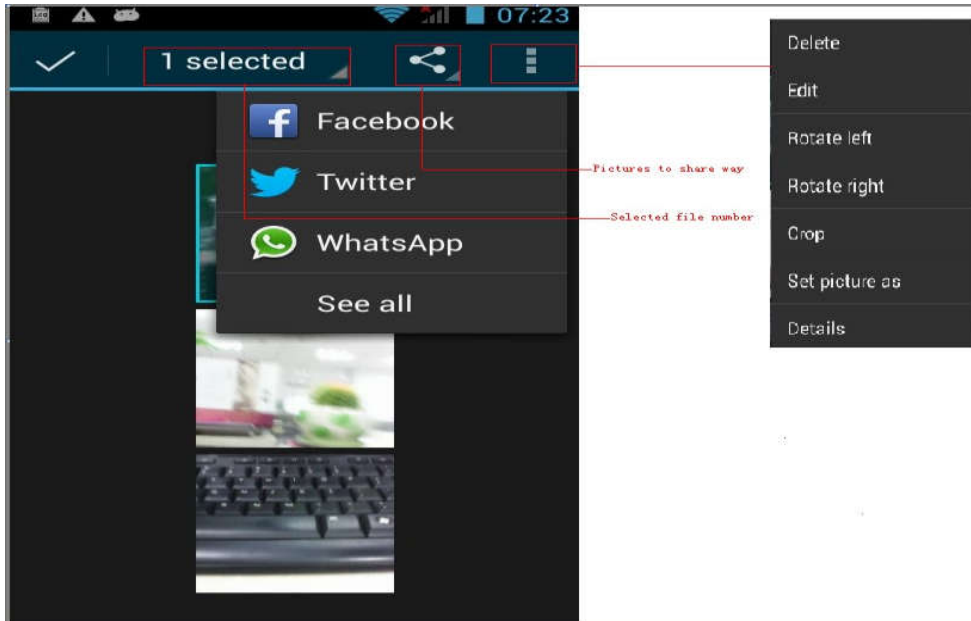 07:23
1 selected
Facebook
Twitter
WhatsApp
See all
Pictures to share way
Selected file number
Delete
Edit
Rotate left
Rotate right
Crop
Set picture as
Details